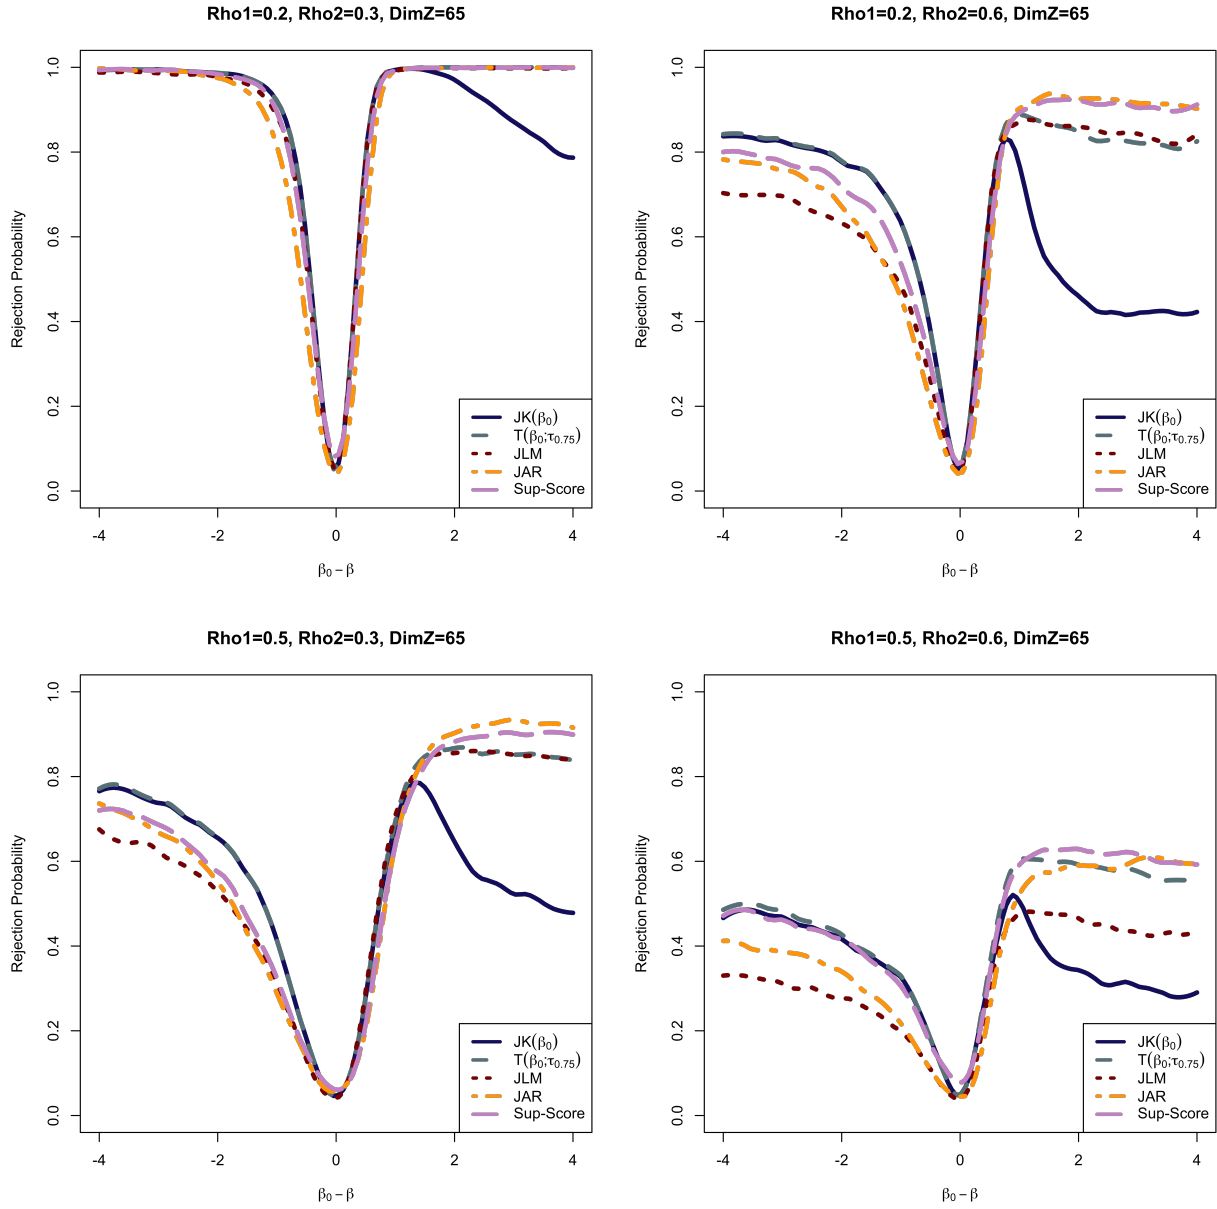 Rho1=0.2, Rho2=0.3, DimZ=65
Rejection Probability
1.0
0.8
0.6
0.4
0.2
0.0
JK(β₀)
T(β₀;τ₀.₇₅)
JLM
JAR
Sup-Score
-4 -2 0 2 4
β₀ − β
Rho1=0.2, Rho2=0.6, DimZ=65
Rejection Probability
1.0
0.8
0.6
0.4
0.2
0.0
JK(β₀)
T(β₀;τ₀.₇₅)
JLM
JAR
Sup-Score
-4 -2 0 2 4
β₀ − β
Rho1=0.5, Rho2=0.3, DimZ=65
Rejection Probability
1.0
0.8
0.6
0.4
0.2
0.0
JK(β₀)
T(β₀;τ₀.₇₅)
JLM
JAR
Sup-Score
-4 -2 0 2 4
β₀ − β
Rho1=0.5, Rho2=0.6, DimZ=65
Rejection Probability
1.0
0.8
0.6
0.4
0.2
0.0
JK(β₀)
T(β₀;τ₀.₇₅)
JLM
JAR
Sup-Score
-4 -2 0 2 4
β₀ − β